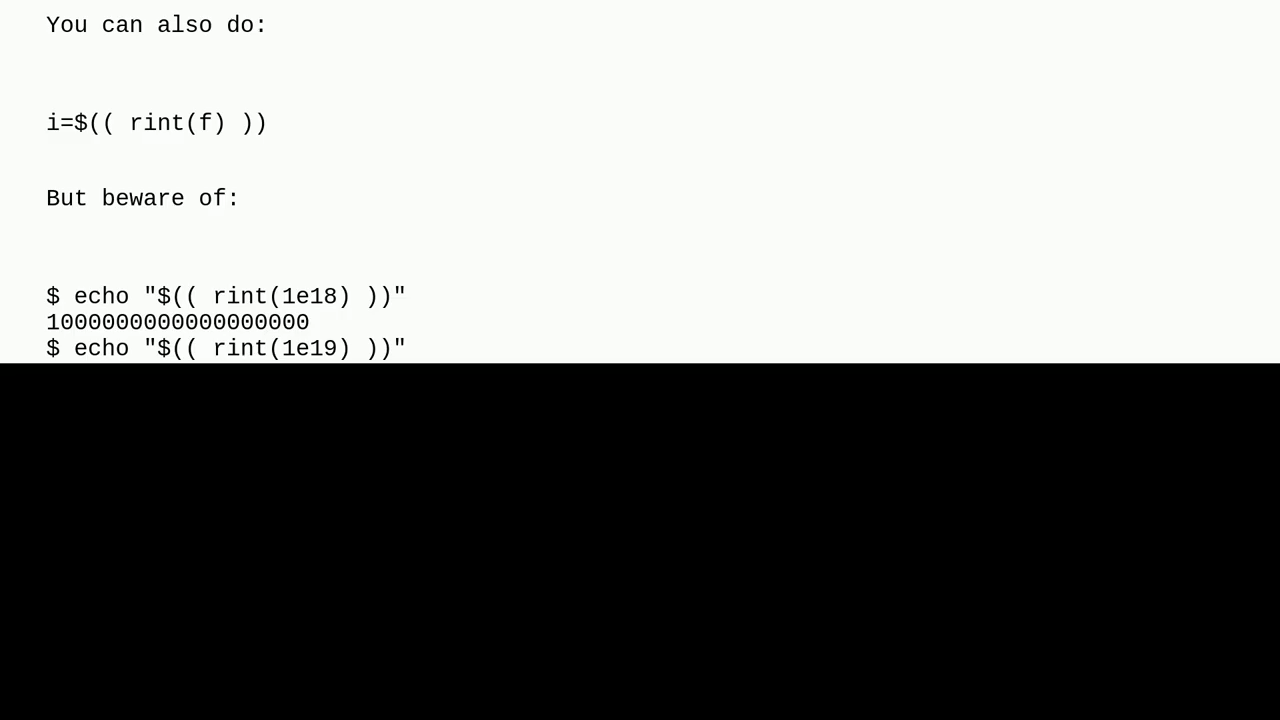 You can also do:
i=$(( rint(f) ))
But beware of:
$ echo "$(( rint(1e18) ))"
1000000000000000000
$ echo "$(( rint(1e19) ))"